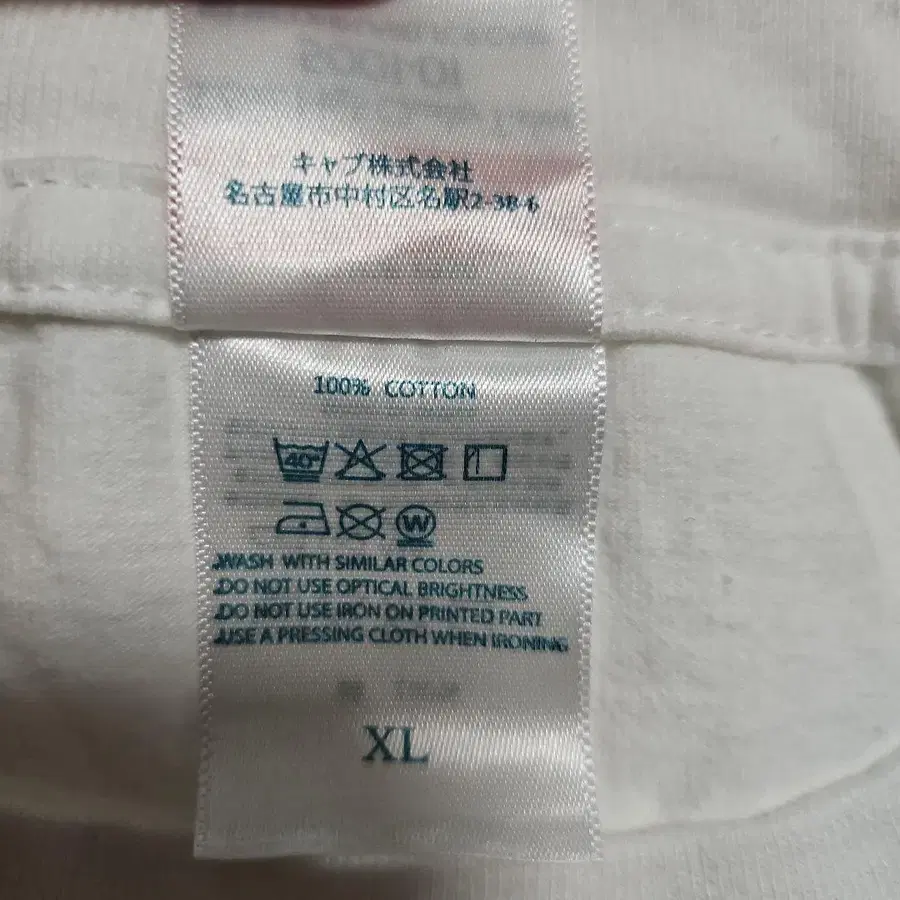 キャブ株式会社
名古屋市中村区名駅2-38-6
100% COTTON
40°
W
.WASH WITH SIMILAR COLORS
.DO NOT USE OPTICAL BRIGHTNESS
.DO NOT USE IRON ON PRINTED PART
.USE A PRESSING CLOTH WHEN IRONING
XL